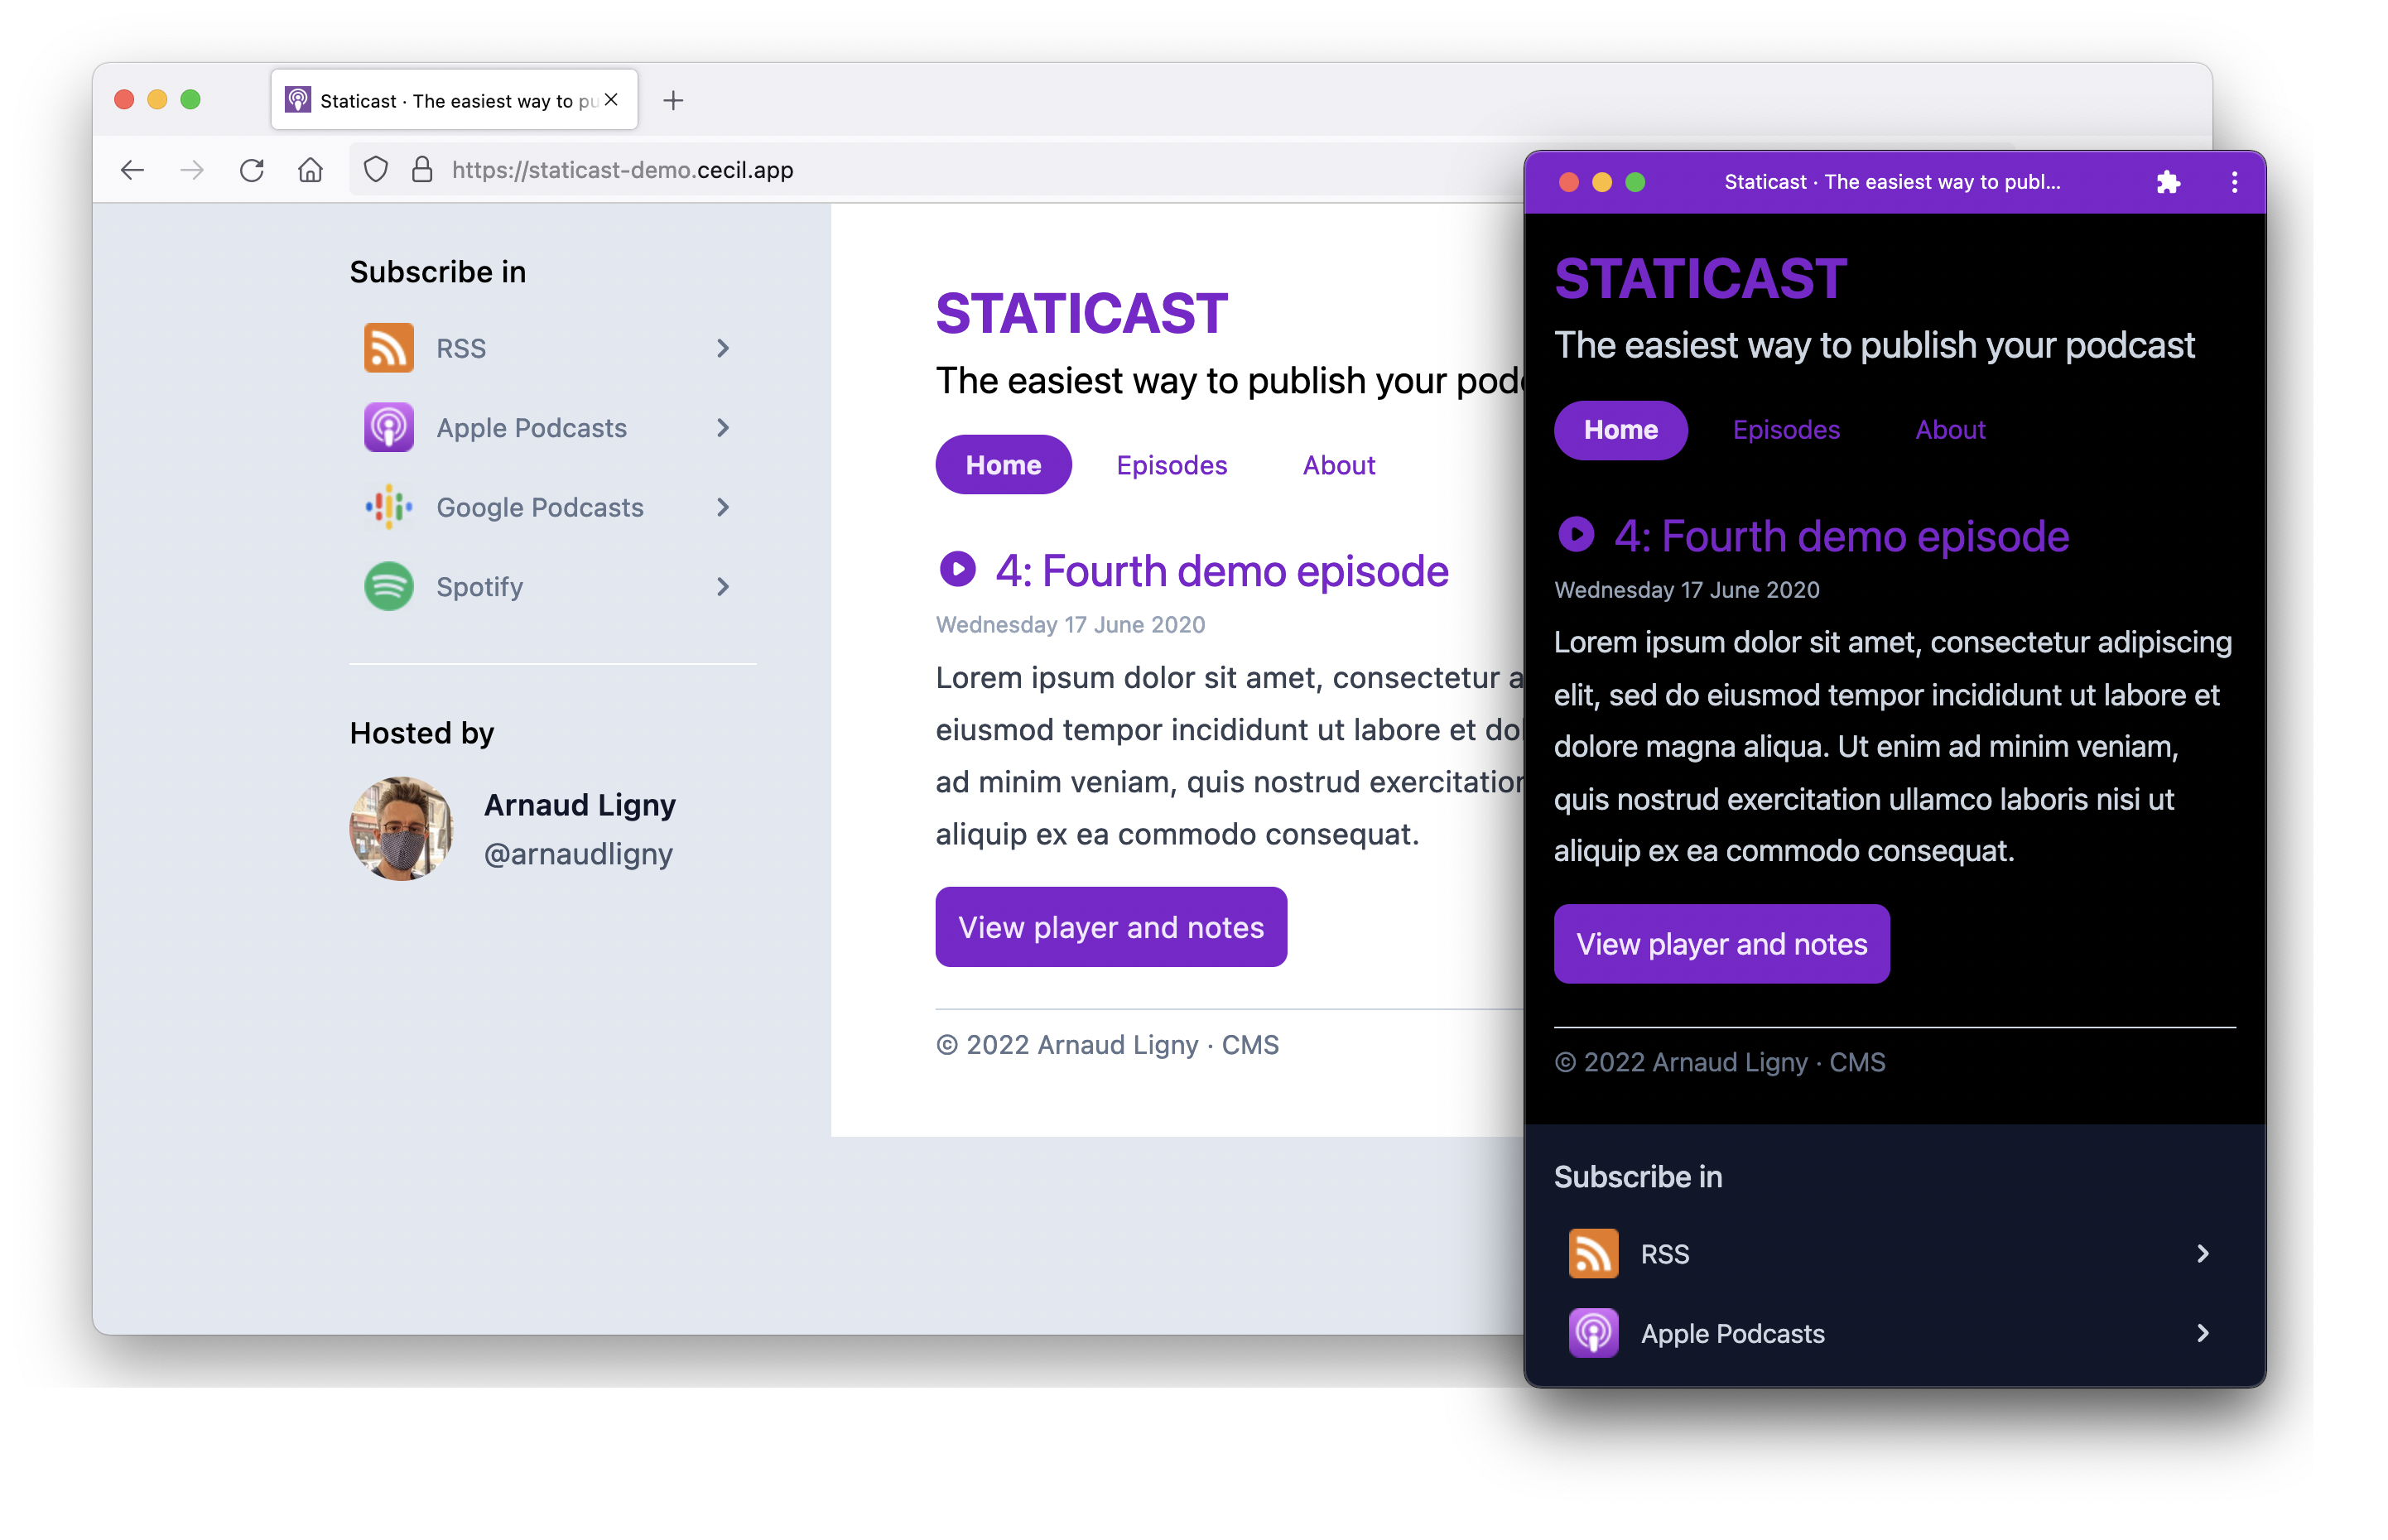 Staticast · The easiest way to pu
https://staticast-demo.cecil.app
Subscribe in
RSS
Apple Podcasts
Google Podcasts
Spotify
Hosted by
Arnaud Ligny
@arnaudligny
STATICAST
The easiest way to publish your pod
Home Episodes About
4: Fourth demo episode
Wednesday 17 June 2020
Lorem ipsum dolor sit amet, consectetur a
eiusmod tempor incididunt ut labore et dol
ad minim veniam, quis nostrud exercitation
aliquip ex ea commodo consequat.
View player and notes
© 2022 Arnaud Ligny · CMS
Staticast · The easiest way to publ...
STATICAST
The easiest way to publish your podcast
Home Episodes About
4: Fourth demo episode
Wednesday 17 June 2020
Lorem ipsum dolor sit amet, consectetur adipiscing
elit, sed do eiusmod tempor incididunt ut labore et
dolore magna aliqua. Ut enim ad minim veniam,
quis nostrud exercitation ullamco laboris nisi ut
aliquip ex ea commodo consequat.
View player and notes
© 2022 Arnaud Ligny · CMS
Subscribe in
RSS
Apple Podcasts